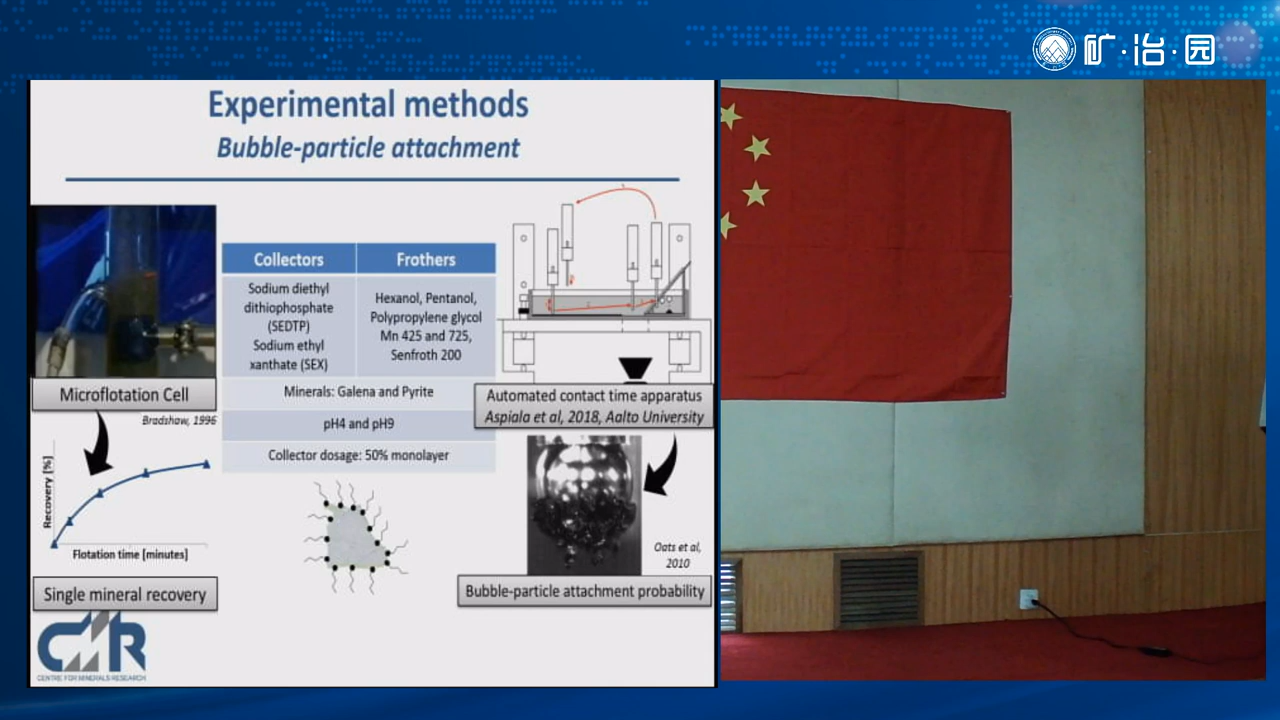 矿·冶·园
Experimental methods
Bubble-particle attachment
Microflotation Cell
Bradshaw, 1996
Recovery [%]
Flotation time [minutes]
Single mineral recovery
Collectors
Frothers
Sodium diethyl
dithiophosphate
(SEDTP)
Sodium ethyl
xanthate (SEX)
Hexanol, Pentanol,
Polypropylene glycol
Mn 425 and 725,
Senfroth 200
Minerals: Galena and Pyrite
pH4 and pH9
Collector dosage: 50% monolayer
Automated contact time apparatus
Aspiala et al, 2018, Aalto University
Oats et al,
2010
Bubble-particle attachment probability
CMR
CENTRE FOR MINERALS RESEARCH